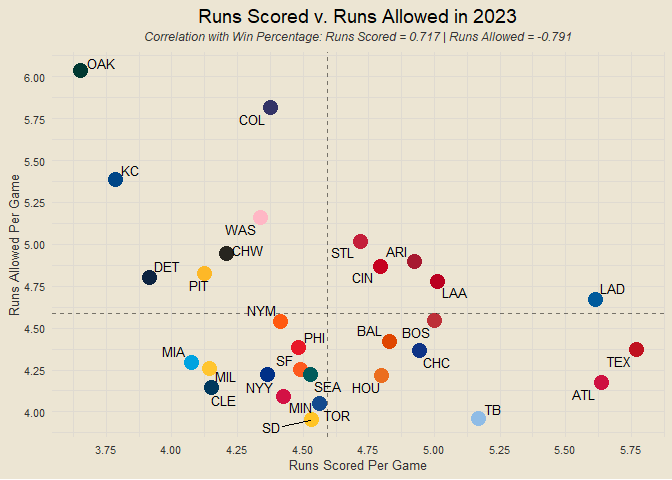 Runs Scored v. Runs Allowed in 2023
Correlation with Win Percentage: Runs Scored = 0.717 | Runs Allowed = -0.791
OAK
6.00
COL
5.75
5.50
KC
5.25
WAS
CHW
STL
ARI
5.00
DET
PIT
CIN
LAA
4.75
LAD
NYM
BAL
BOS
4.50
PHI
CHC
TEX
MIA
SF
MIL
4.25
NYY
SEA
HOU
CLE
ATL
MIN
TOR
TB
4.00
SD
3.75
4.00
4.25
4.50
4.75
5.00
5.25
5.50
5.75
Runs Scored Per Game
Runs Allowed Per Game